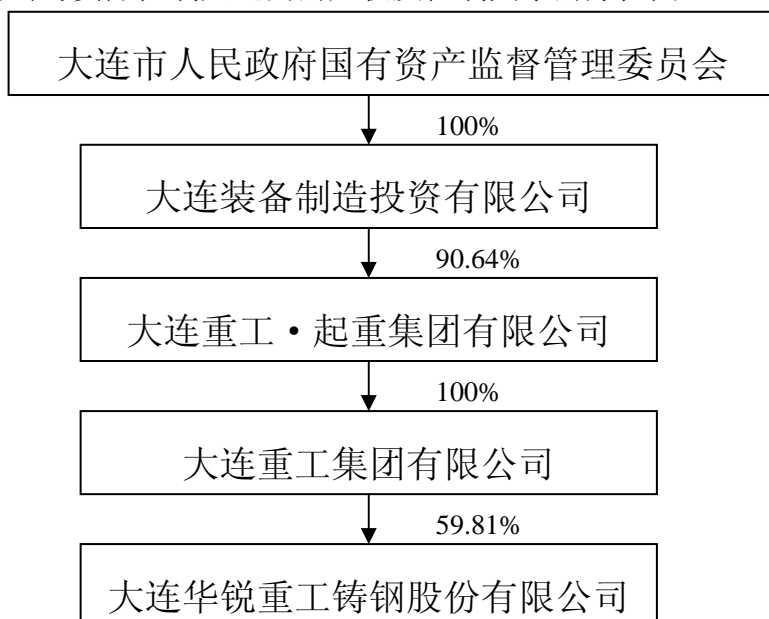 大连市人民政府国有资产监督管理委员会
100%
大连装备制造投资有限公司
90.64%
大连重工·起重集团有限公司
100%
大连重工集团有限公司
59.81%
大连华锐重工铸钢股份有限公司